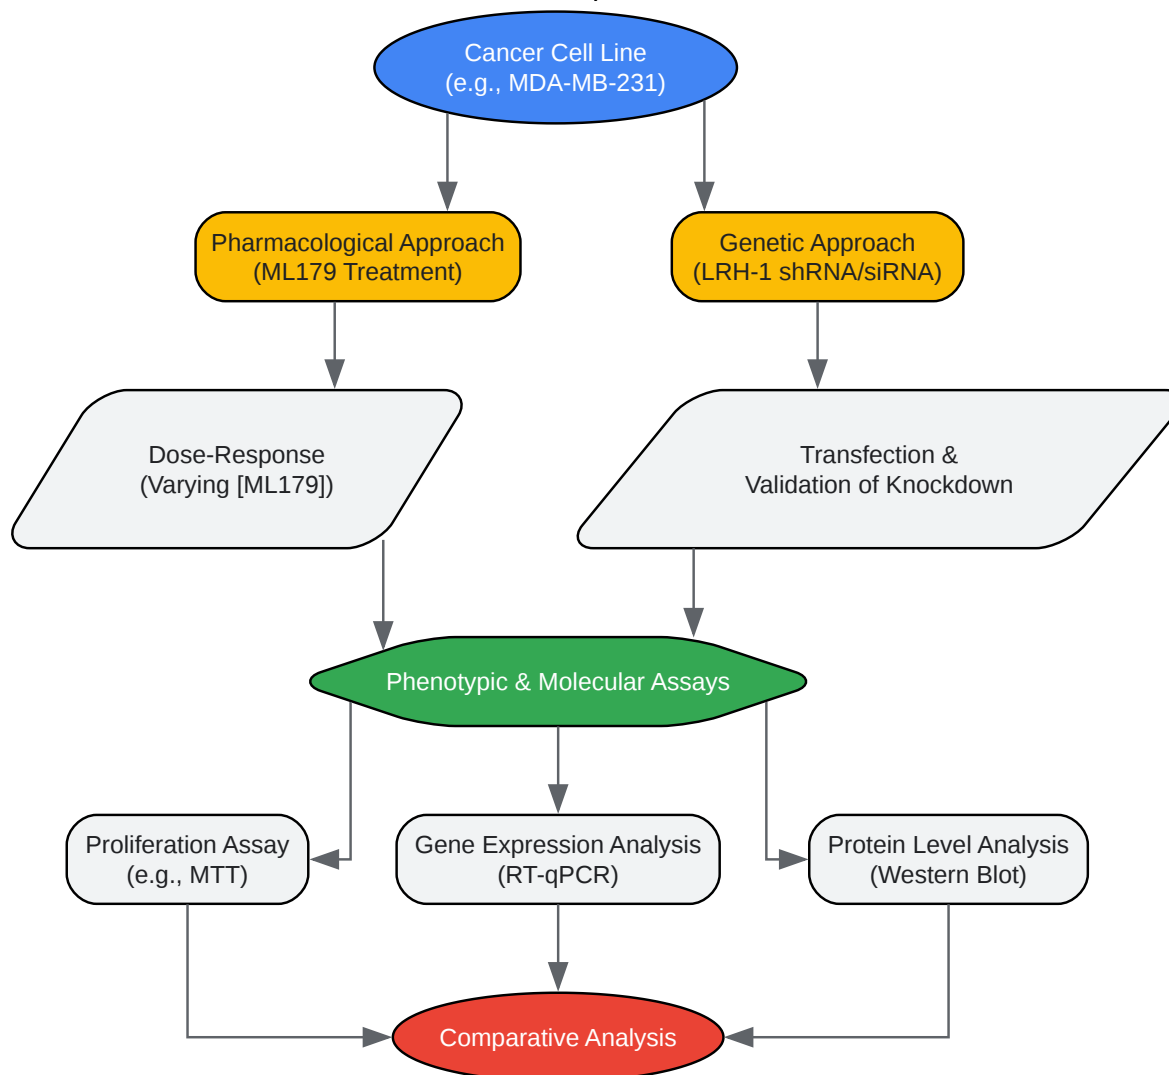 Cancer Cell Line
(e.g., MDA-MB-231)
Pharmacological Approach
(ML179 Treatment)
Genetic Approach
(LRH-1 shRNA/siRNA)
Dose-Response
(Varying [ML179])
Transfection &
Validation of Knockdown
Phenotypic & Molecular Assays
Proliferation Assay
(e.g., MTT)
Gene Expression Analysis
(RT-qPCR)
Protein Level Analysis
(Western Blot)
Comparative Analysis